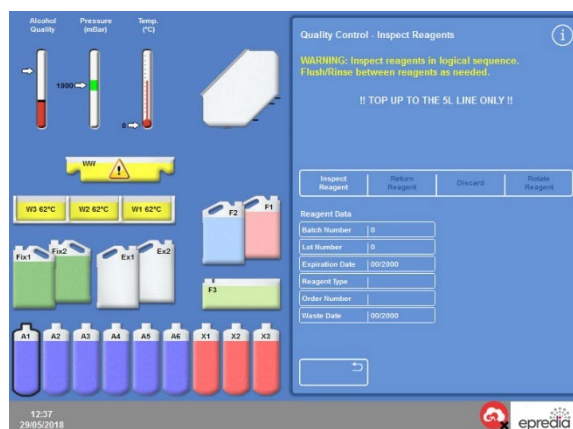 Alcohol
Quality
Pressure
(mBar)
Temp.
(°C)
1000
0
WW
W3 62°C
W2 62°C
W1 62°C
F2
F1
Fix1
Fix2
Ex1
Ex2
F3
A1
A2
A3
A4
A5
A6
X1
X2
X3
Quality Control - Inspect Reagents
i
WARNING: Inspect reagents in logical sequence.
Flush/Rinse between reagents as needed.
!! TOP UP TO THE 5L LINE ONLY !!
Inspect
Reagent
Return
Reagent
Discard
Rotate
Reagent
Reagent Data
Batch Number 0
Lot Number 0
Expiration Date 00/2000
Reagent Type
Order Number
Waste Date 00/2000
12:37
29/05/2018
epredia